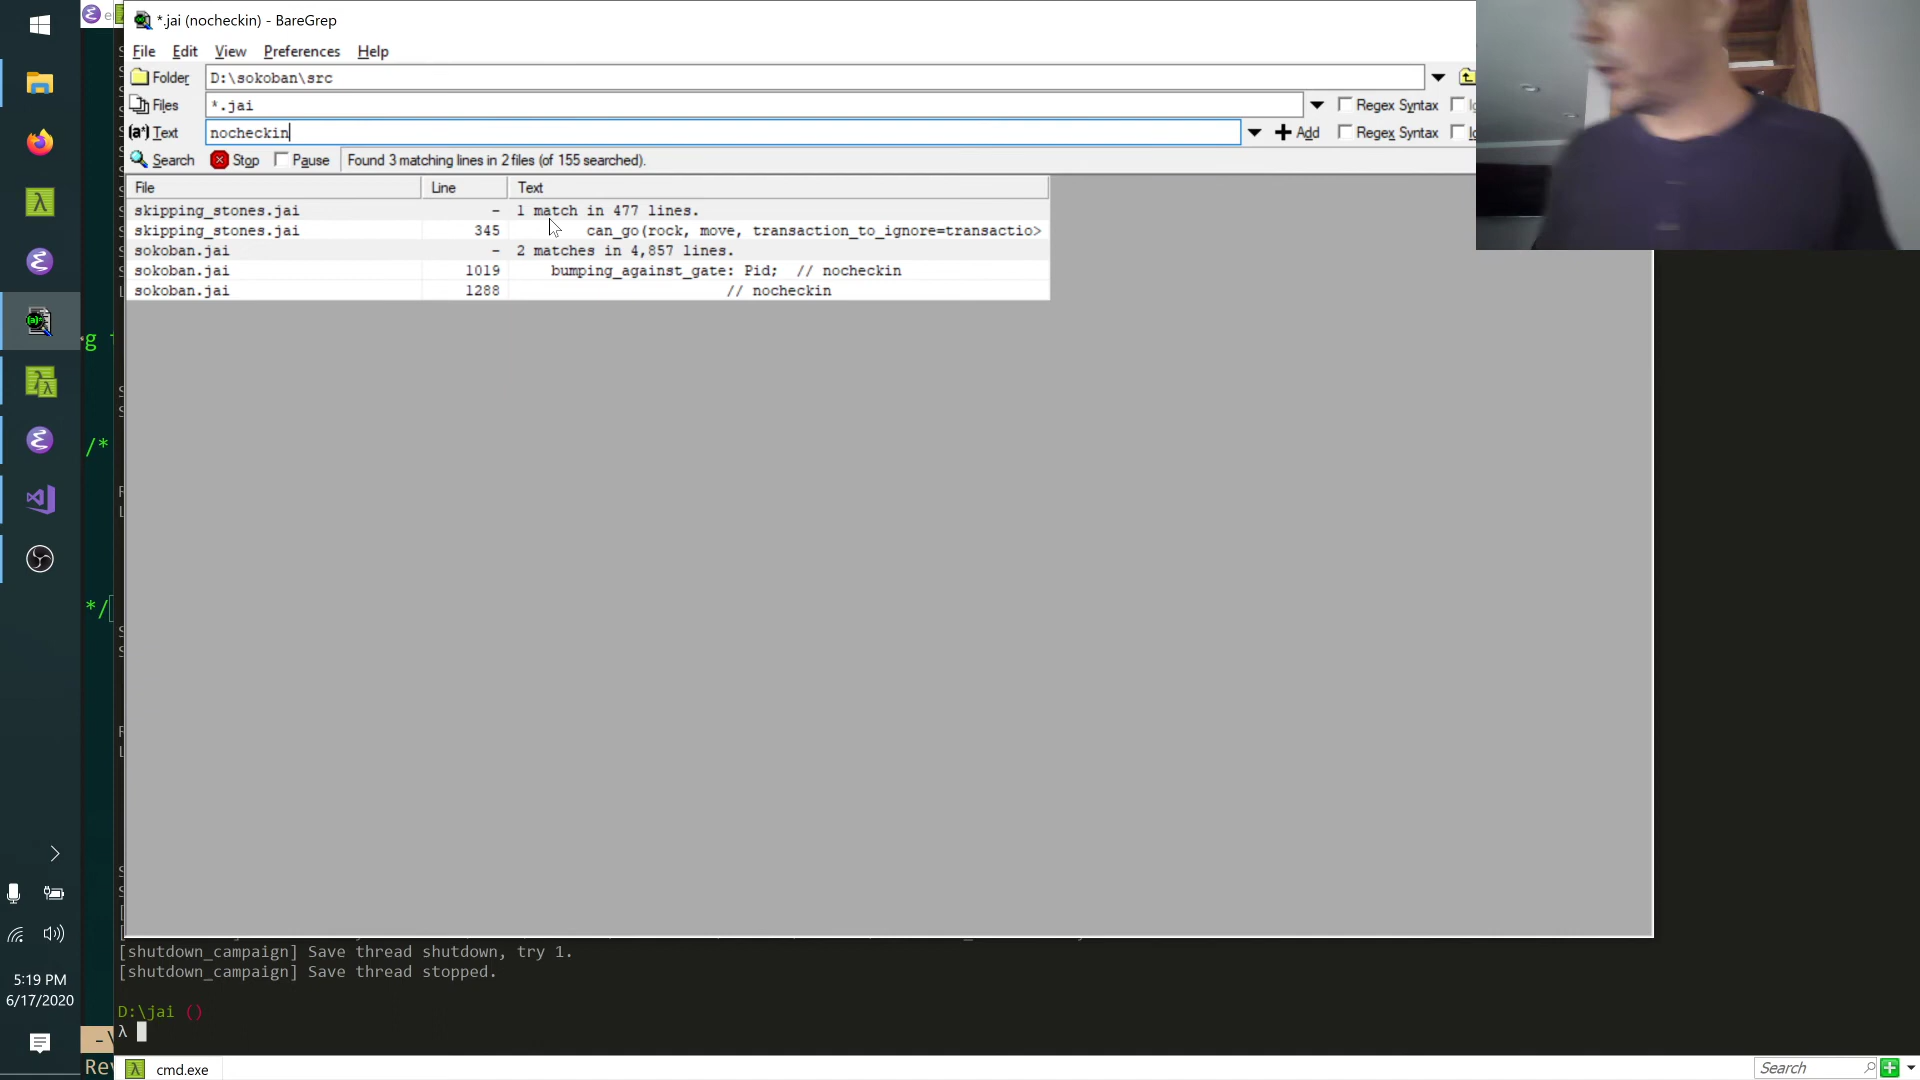 *.jai (nocheckin) - BareGrep
File Edit View Preferences Help
Folder D:\sokoban\src
Files *.jai Regex Syntax
(a*) Text nocheckin Add Regex Syntax
Search Stop Pause Found 3 matching lines in 2 files (of 155 searched).
File Line Text
skipping_stones.jai - 1 match in 477 lines.
skipping_stones.jai 345 can_go(rock, move, transaction_to_ignore=transactio>
sokoban.jai - 2 matches in 4,857 lines.
sokoban.jai 1019 bumping_against_gate: Pid; // nocheckin
sokoban.jai 1288 // nocheckin
g
/*
*/
[shutdown_campaign] Save thread shutdown, try 1.
[shutdown_campaign] Save thread stopped.
5:19 PM
6/17/2020
D:\jai ()
λ
-\
Rev
cmd.exe
Search